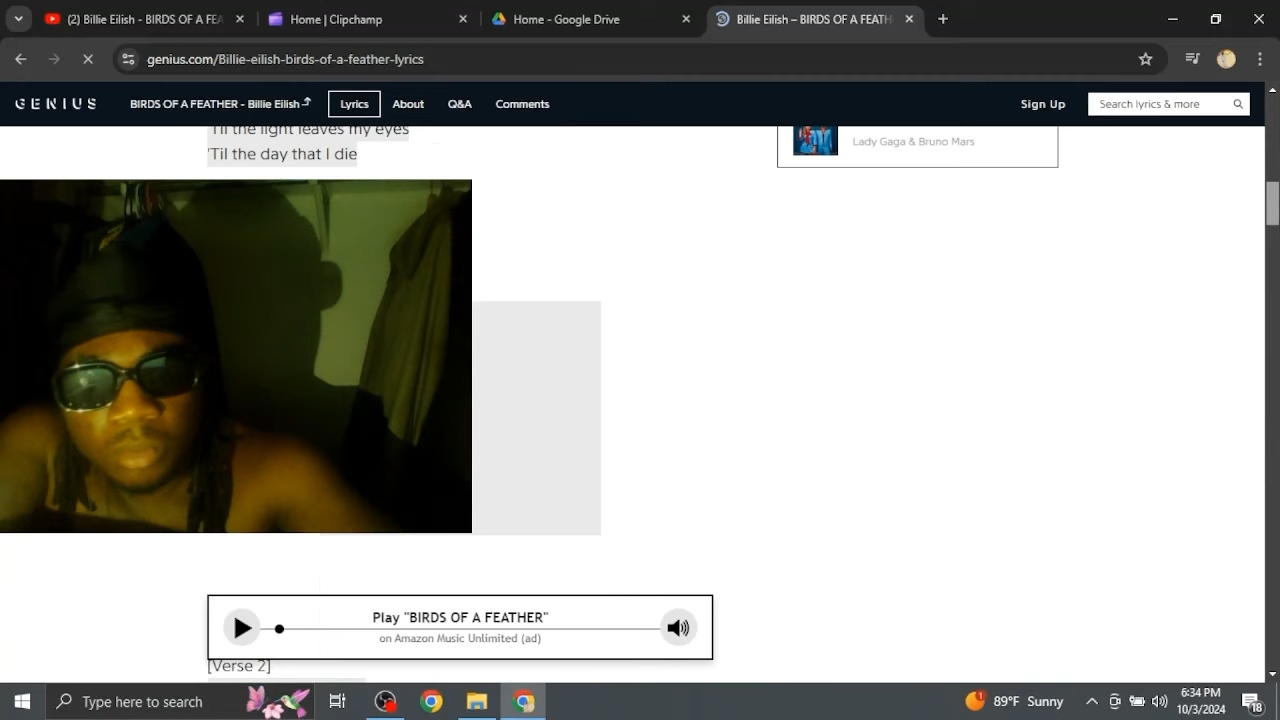 (2) BIRDS OF A FEA
Home | Clipchamp
Home - Google Drive
Billie Eilish – BIRDS OF A FEATH
genius.com/Billie-eilish-birds-of-a-feather-lyrics
GENIUS
BIRDS OF A FEATHER - Billie Eilish
Lyrics
About
Q&A
Comments
Sign Up
Search lyrics & more
'Til the light leaves my eyes
'Til the day that I die
Lady Gaga & Bruno Mars
Play "BIRDS OF A FEATHER"
on Amazon Music Unlimited (ad)
[Verse 2]
Type here to search
1
89°F Sunny
6:34 PM
10/3/2024
18